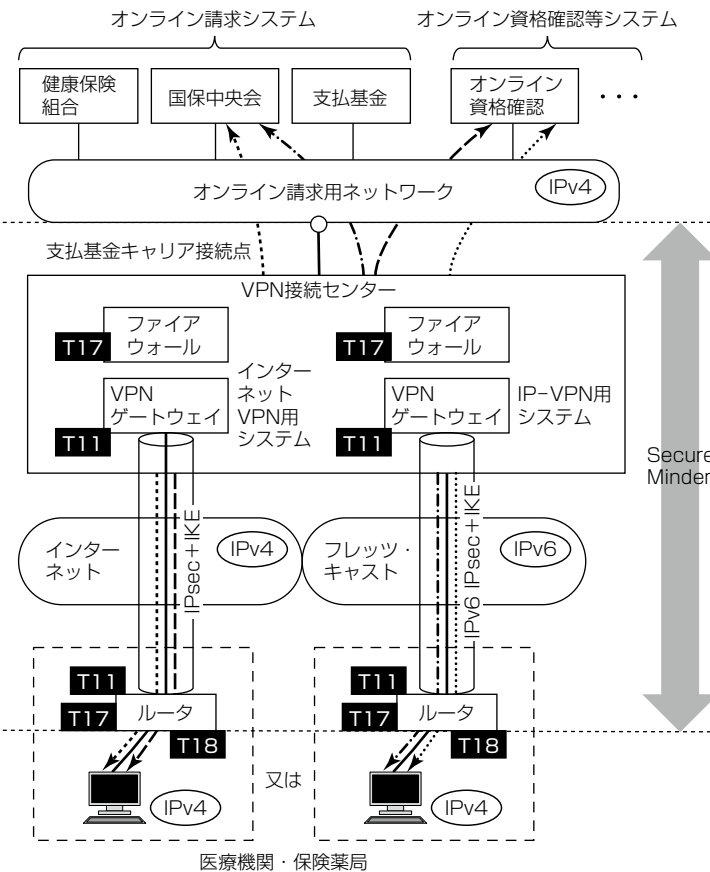 オンライン請求システム
オンライン資格確認等システム
健康保険
組合
国保中央会
支払基金
オンライン
資格確認
・・・
オンライン請求用ネットワーク
IPv4
支払基金キャリア接続点
VPN接続センター
ファイア
ウォール
T17
VPN
ゲートウェイ
T11
インター
ネット
VPN用
システム
ファイア
ウォール
T17
VPN
ゲートウェイ
T11
IP-VPN用
システム
Secure
Minder
インター
ネット
IPsec+IKE
IPv4
フレッツ・
キャスト
IPv6 IPsec+IKE
IPv6
T11
T17
ルータ
T18
IPv4
又は
T11
T17
ルータ
T18
IPv4
医療機関・保険薬局